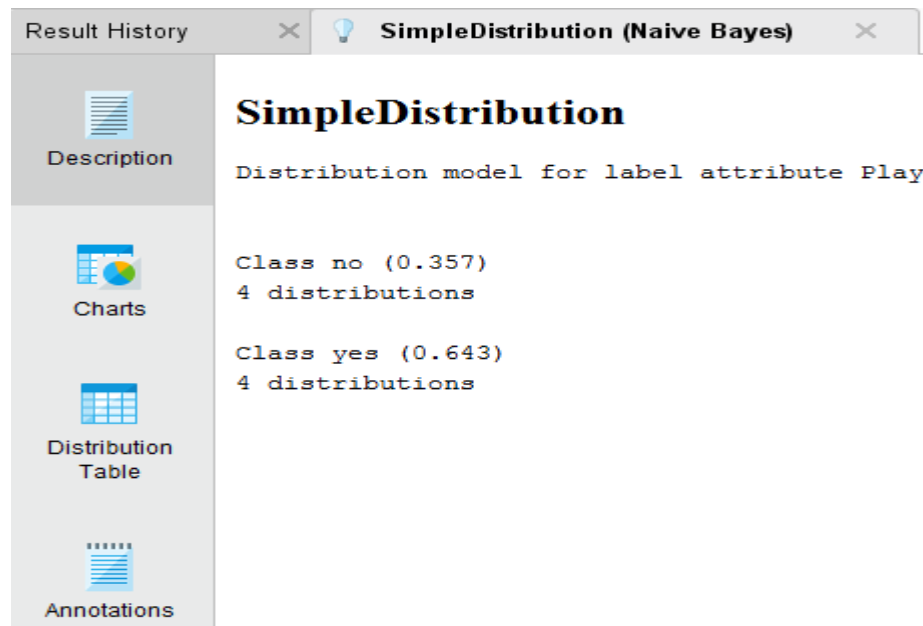 Result History
SimpleDistribution (Naive Bayes)
Description
SimpleDistribution
Distribution model for label attribute Play
Class no (0.357)
4 distributions
Class yes (0.643)
4 distributions
Charts
Distribution
Table
Annotations